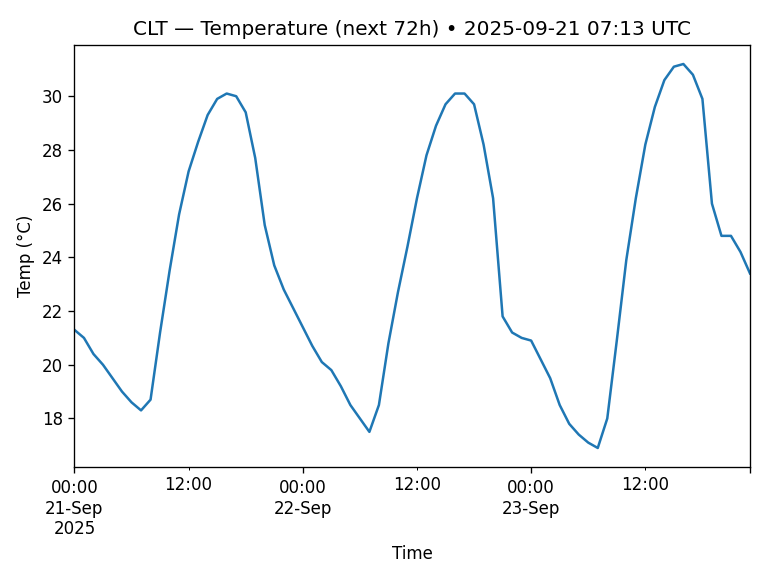 CLT — Temperature (next 72h) • 2025-09-21 07:13 UTC
Temp (°C)
30
28
26
24
22
20
18
00:00 12:00 00:00 12:00 00:00 12:00
21-Sep 22-Sep 23-Sep
2025
Time